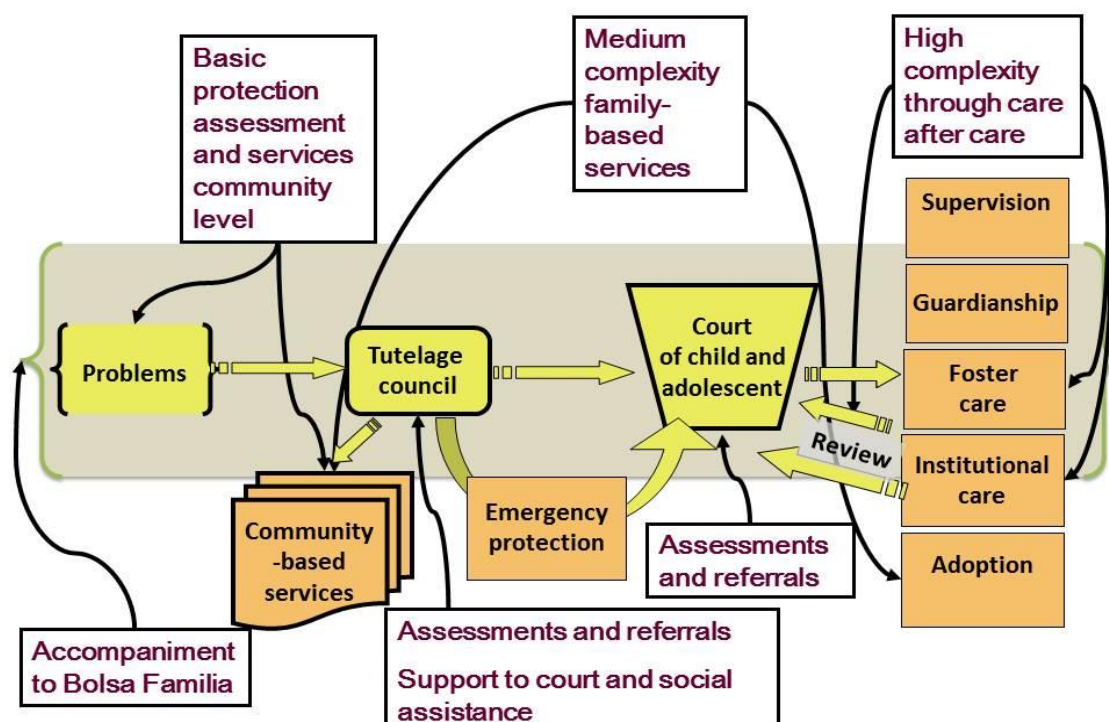 Basic
protection
assessment
and services
community
level
Medium
complexity
family-
based
services
High
complexity
through care
after care
Supervision
Guardianship
Problems
Tutelage
council
Court
of child and
adolescent
Foster
care
Review
Institutional
care
Community
-based
services
Emergency
protection
Assessments
and referrals
Adoption
Accompaniment
to Bolsa Familia
Assessments and referrals
Support to court and social
assistance